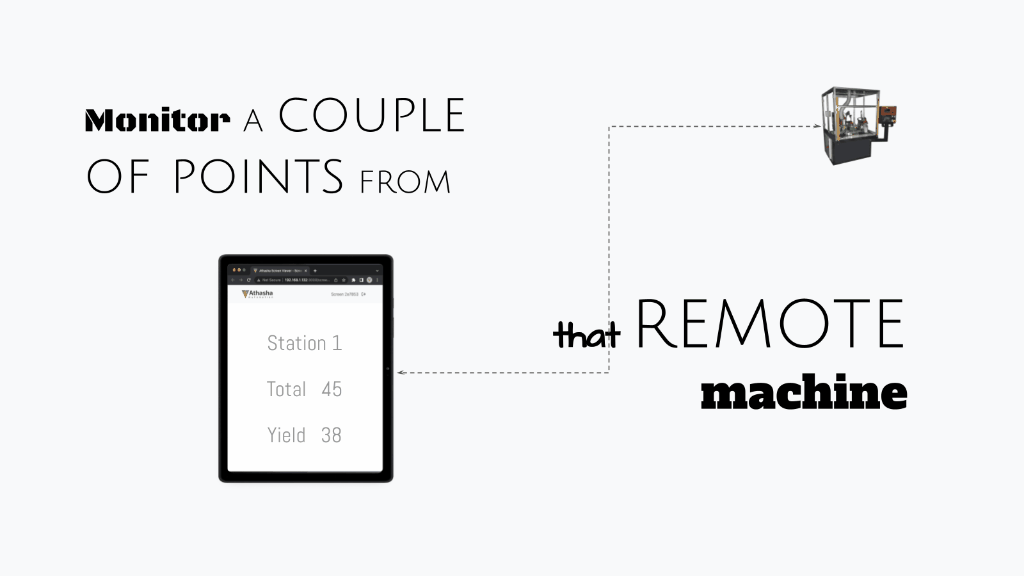 Monitor A COUPLE
OF POINTS FROM
Athasha
Station 1
Total 45
Yield 38
that REMOTE
machine